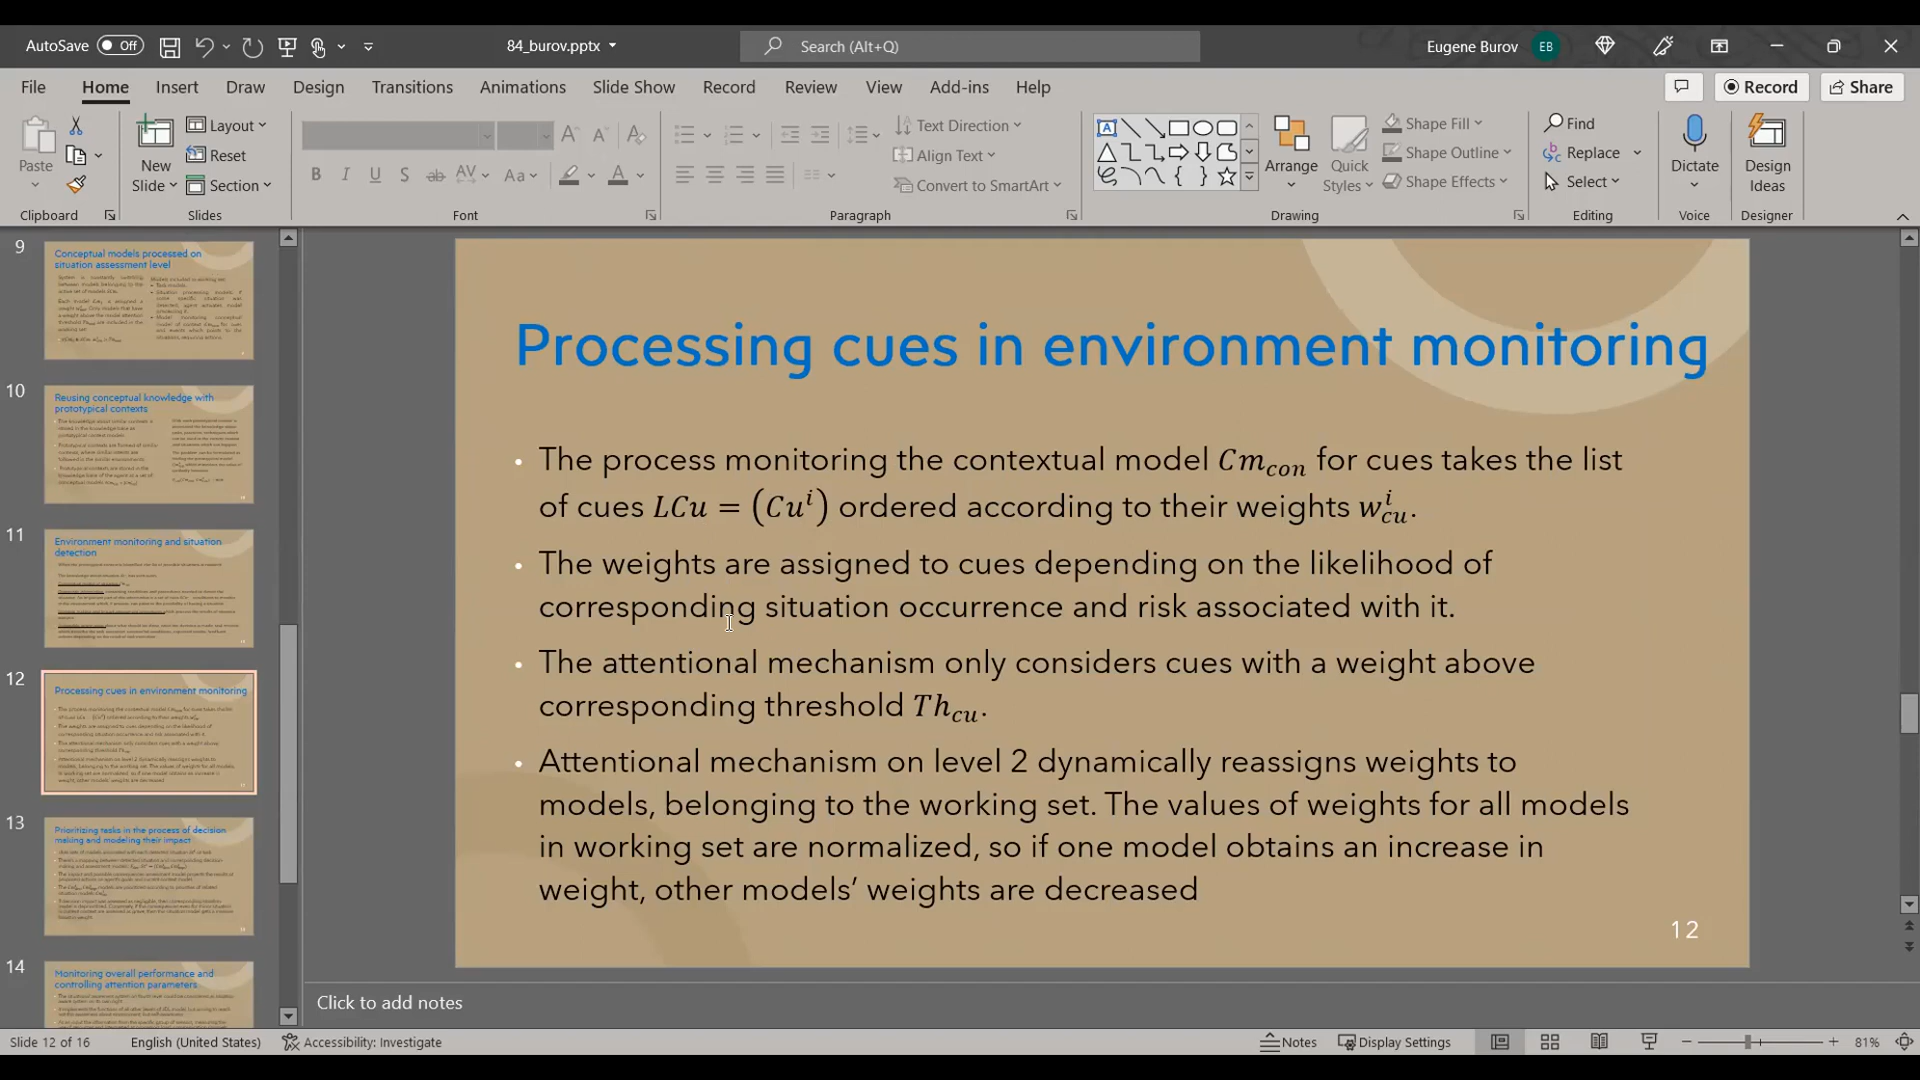 AutoSave Off
84_burov.pptx
Search (Alt+Q)
Eugene Burov EB
File Home Insert Draw Design Transitions Animations Slide Show Record Review View Add-ins Help
Record Share
Paste
New Slide
Layout
Reset
Section
B I U S ab AV Aa A
Text Direction
Align Text
Convert to SmartArt
Arrange
Quick Styles
Shape Fill
Shape Outline
Shape Effects
Find
Replace
Select
Dictate
Design Ideas
Clipboard Slides Font Paragraph Drawing Editing Voice Designer
9
Conceptual models processed on
situation assessment level
10
Reusing conceptual knowledge with
prototypical contexts
11
Environment monitoring and situation
detection
12
Processing cues in environment monitoring
13
Prioritizing tasks in the process of decision
making and modeling their impact
14
Monitoring overall performance and
controlling attention parameters
Processing cues in environment monitoring
• The process monitoring the contextual model Cm_con for cues takes the list
of cues LCu = (Cu^i) ordered according to their weights w_cu^i.
• The weights are assigned to cues depending on the likelihood of
corresponding situation occurrence and risk associated with it.
• The attentional mechanism only considers cues with a weight above
corresponding threshold Th_cu.
• Attentional mechanism on level 2 dynamically reassigns weights to
models, belonging to the working set. The values of weights for all models
in working set are normalized, so if one model obtains an increase in
weight, other models’ weights are decreased
12
Click to add notes
Slide 12 of 16 English (United States) Accessibility: Investigate
Notes Display Settings 81%